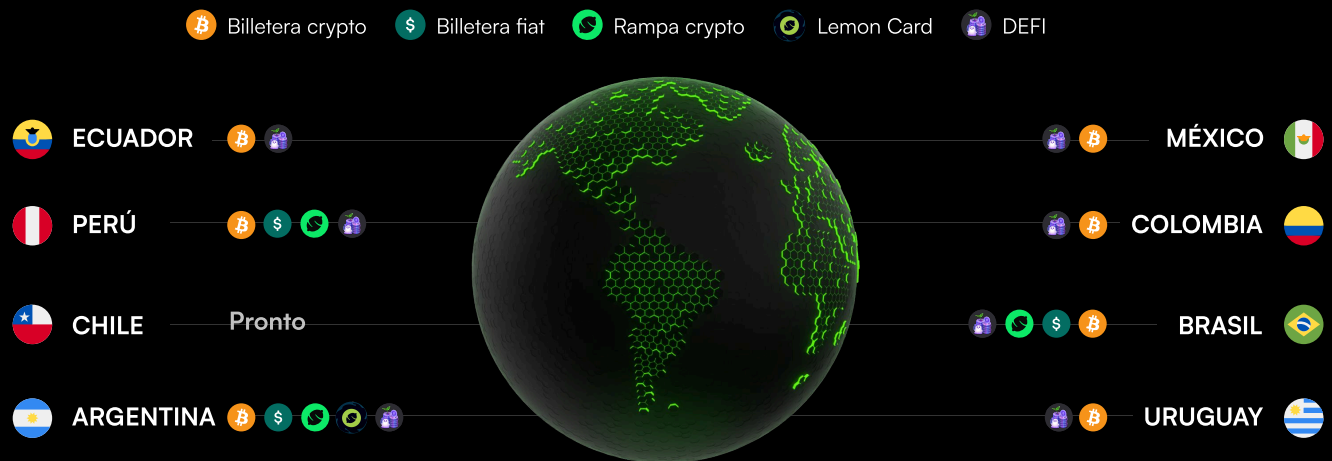 Billetera crypto
Billetera fiat
Rampa crypto
Lemon Card
DEFI
ECUADOR
MÉXICO
PERÚ
COLOMBIA
CHILE
Pronto
BRASIL
ARGENTINA
URUGUAY